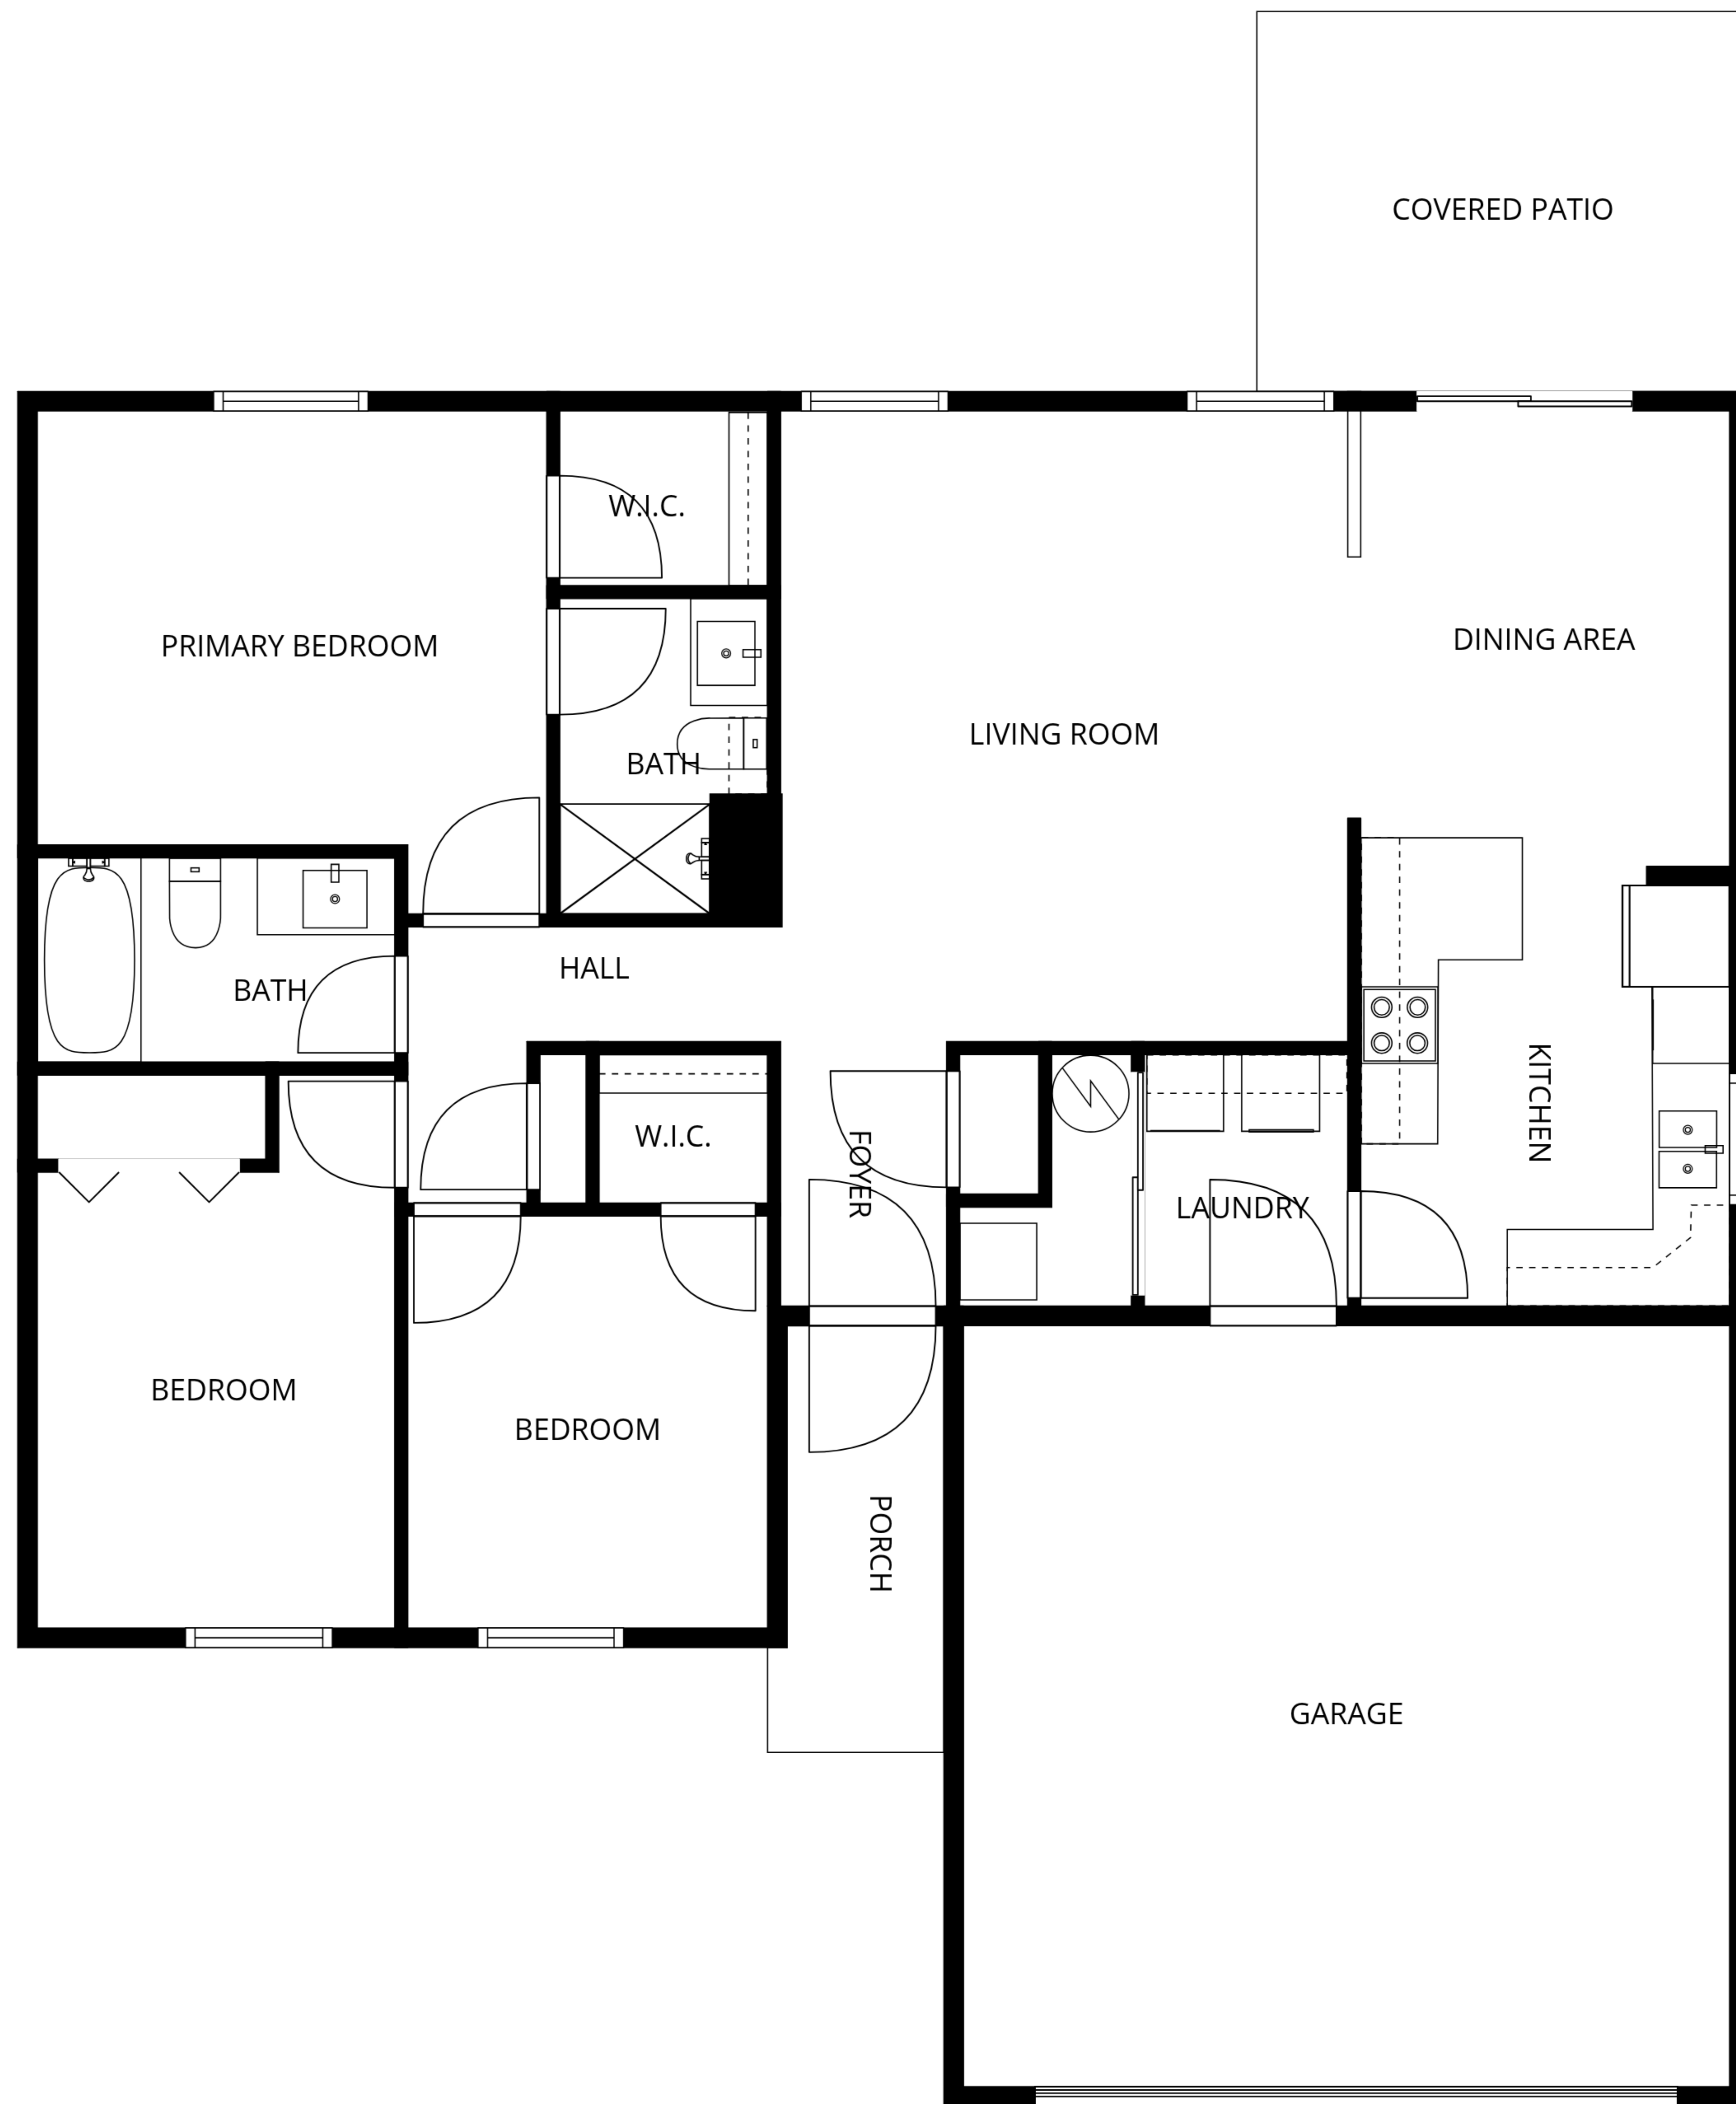 COVERED PATIO
W.I.C.
PRIMARY BEDROOM
DINING AREA
LIVING ROOM
BATH
HALL
BATH
KITCHEN
W.I.C.
FOYER
LAUNDRY
BEDROOM
BEDROOM
PORCH
GARAGE